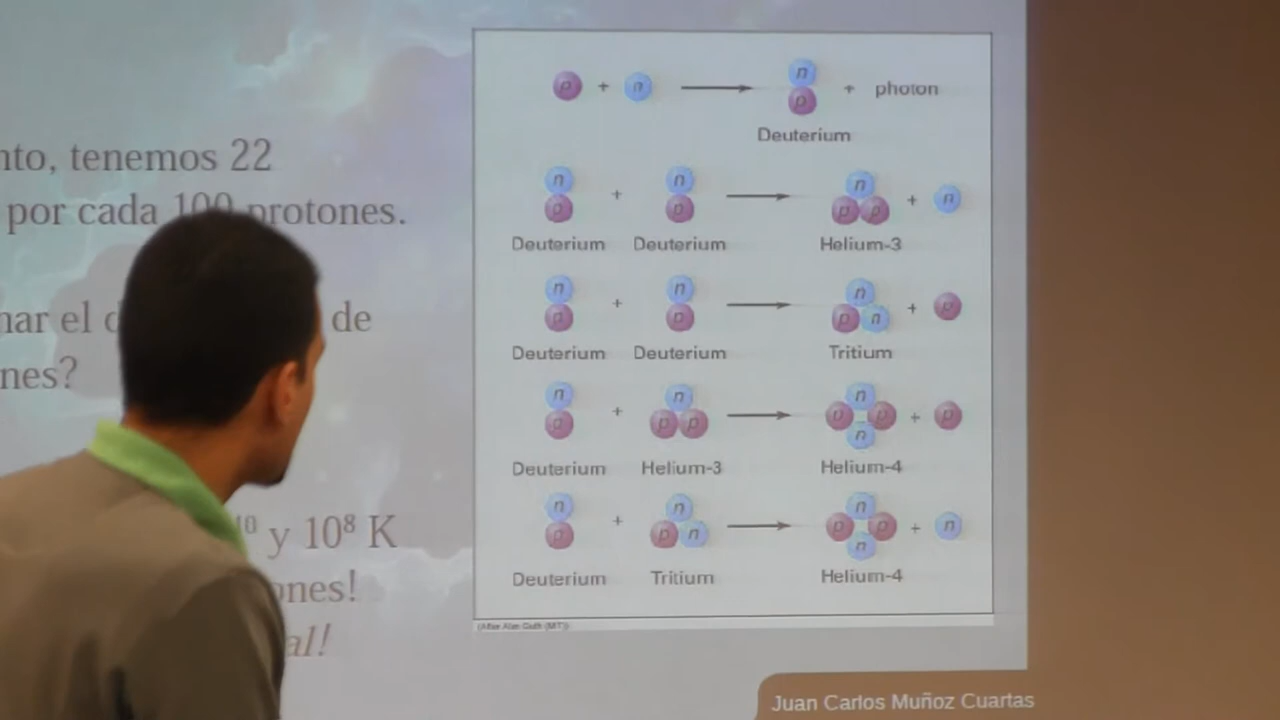 nto, tenemos 22
por cada 100 protones.
nar el d de
nes?
10 y 10⁸ K
ones!
al!
p + n n p + photon
Deuterium
n p + n p n p p + n
Deuterium Deuterium Helium-3
n p + n p n p n + p
Deuterium Deuterium Tritium
n p + n p p n p p n + p
Deuterium Helium-3 Helium-4
n p + n p n n p p n + n
Deuterium Tritium Helium-4
(After Alan Guth (MIT))
Juan Carlos Muñoz Cuartas